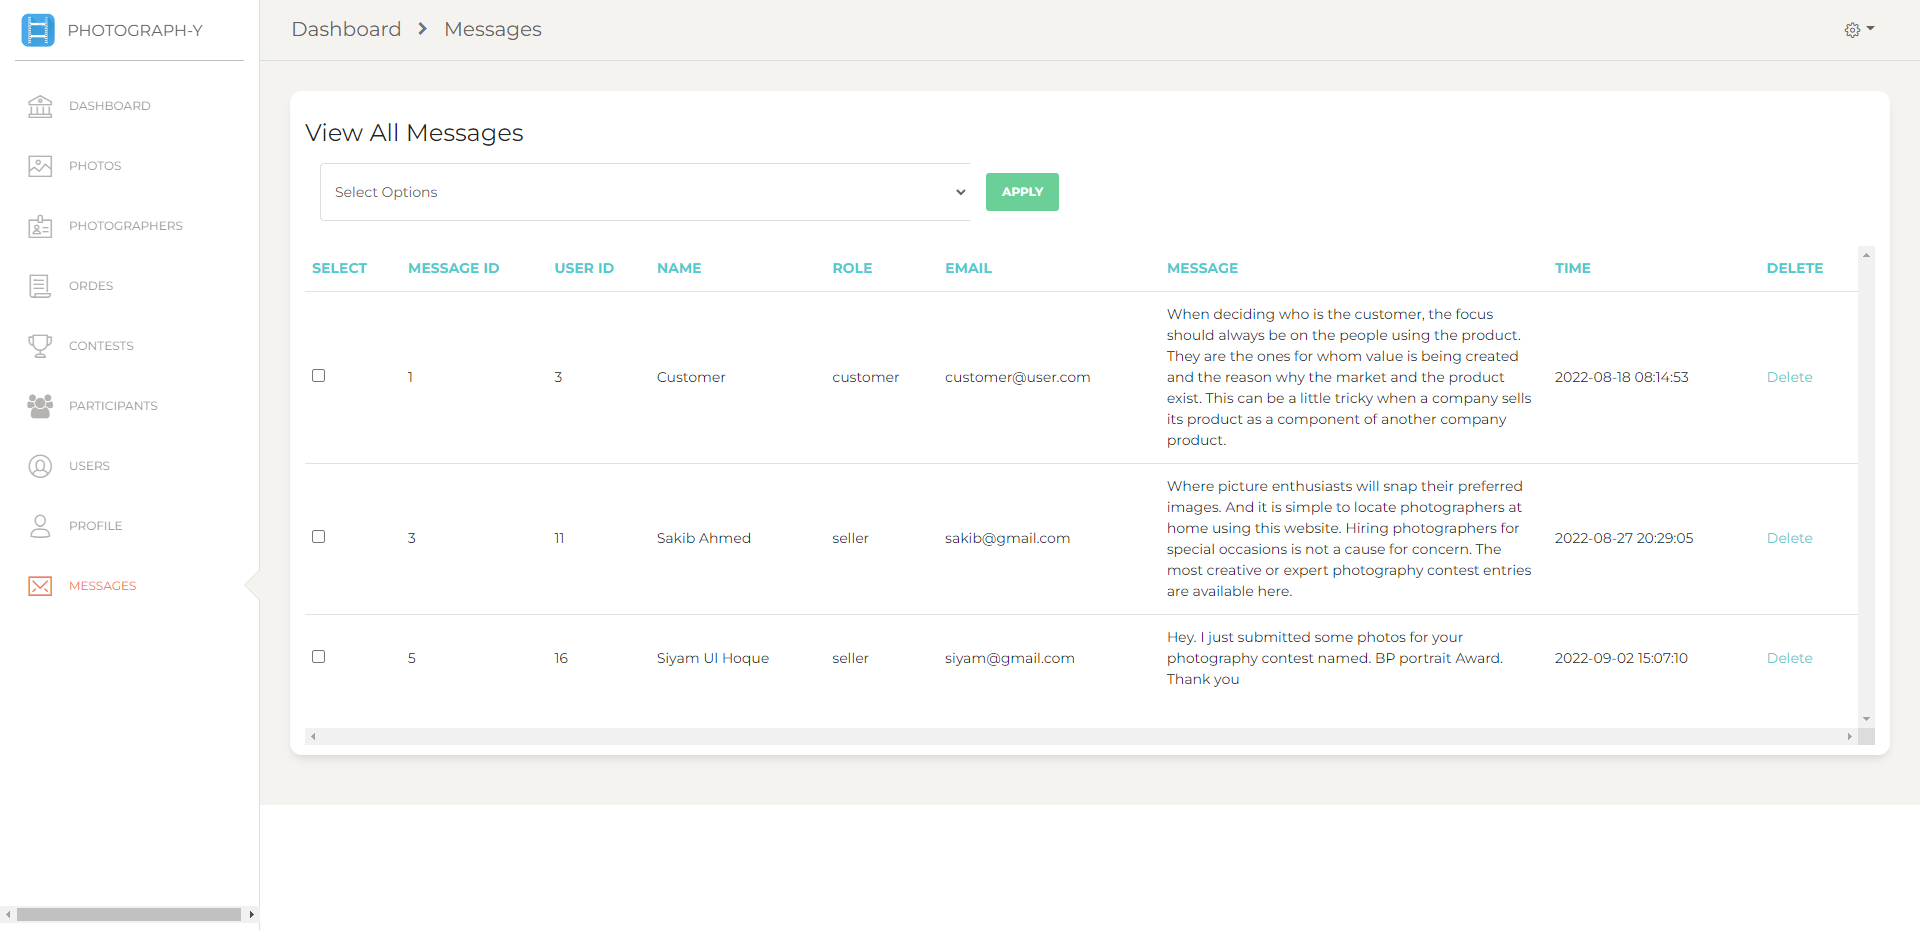 PHOTOGRAPH-Y
DASHBOARD
PHOTOS
PHOTOGRAPHERS
ORDES
CONTESTS
PARTICIPANTS
USERS
PROFILE
MESSAGES
Dashboard > Messages
View All Messages
Select Options
APPLY
SELECT MESSAGE ID USER ID NAME ROLE EMAIL MESSAGE TIME DELETE
1 3 Customer customer customer@user.com
When deciding who is the customer, the focus
should always be on the people using the product.
They are the ones for whom value is being created
and the reason why the market and the product
exist. This can be a little tricky when a company sells
its product as a component of another company
product.
2022-08-18 08:14:53 Delete
3 11 Sakib Ahmed seller sakib@gmail.com
Where picture enthusiasts will snap their preferred
images. And it is simple to locate photographers at
home using this website. Hiring photographers for
special occasions is not a cause for concern. The
most creative or expert photography contest entries
are available here.
2022-08-27 20:29:05 Delete
5 16 Siyam Ul Hoque seller siyam@gmail.com
Hey. I just submitted some photos for your
photography contest named. BP portrait Award.
Thank you
2022-09-02 15:07:10 Delete